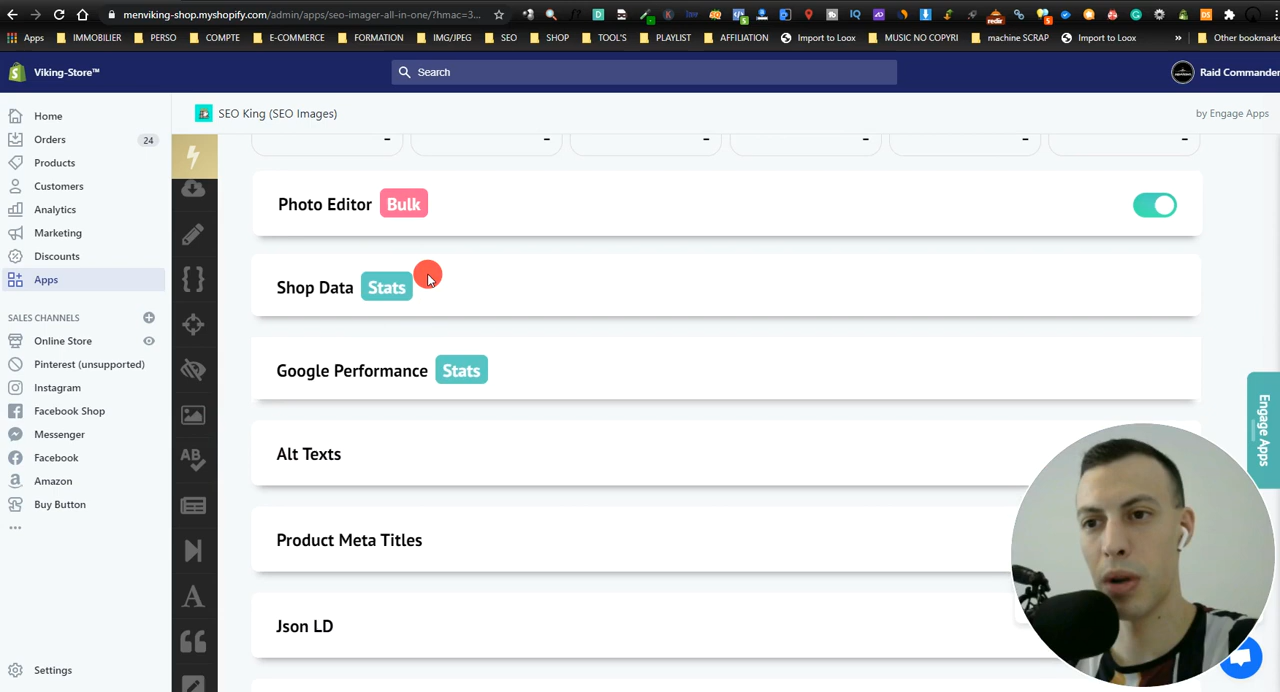 menviking-shop.myshopify.com/admin/apps/seo-imager-all-in-one/?hmac=3...
Apps IMMOBILIER PERSO COMPTE E-COMMERCE FORMATION IMG/JPEG SEO SHOP TOOL'S PLAYLIST AFFILIATION Import to Loox MUSIC NO COPYRI machine SCRAP Import to Loox » Other bookmarks
Viking-Store™ Search Raid Commander
SEO King (SEO Images) by Engage Apps
Home
Orders 24
Products
Customers
Analytics
Marketing
Discounts
Apps
SALES CHANNELS
Online Store
Pinterest (unsupported)
Instagram
Facebook Shop
Messenger
Facebook
Amazon
Buy Button
Settings
Photo Editor Bulk
Shop Data Stats
Google Performance Stats
Alt Texts
Product Meta Titles
Json LD
Engage Apps